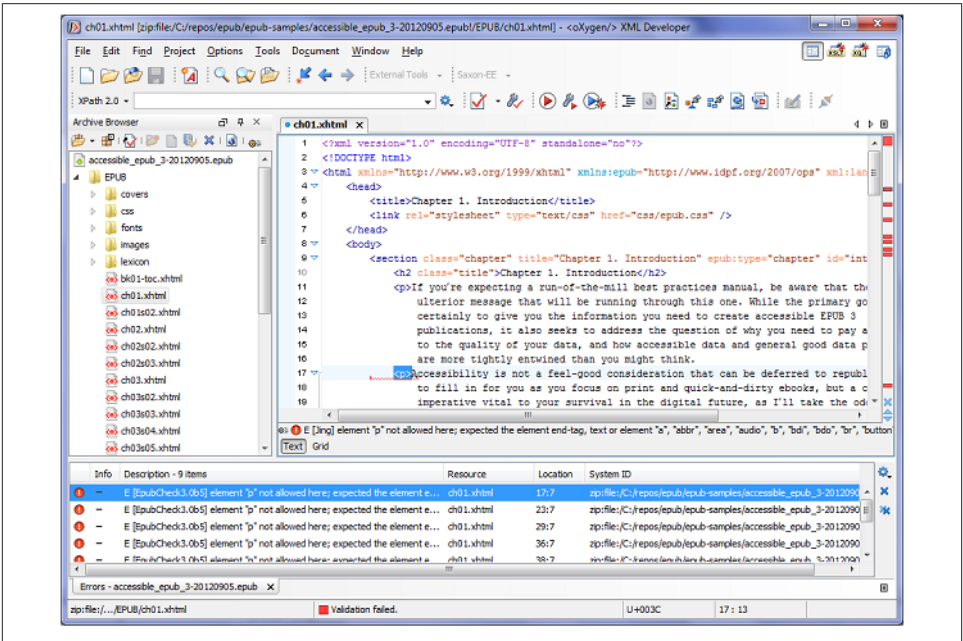 ch01.xhtml [zip:file:/C:/repos/epub/epub-samples/accessible_epub_3-20120905.epub!/EPUB/ch01.xhtml] - <oXygen/> XML Developer
File Edit Find Project Options Tools Document Window Help
External Tools Saxon-EE
XPath 2.0
Archive Browser
ch01.xhtml
accessible_epub_3-20120905.epub
EPUB
covers
css
fonts
images
lexicon
bk01-toc.xhtml
ch01.xhtml
ch01s02.xhtml
ch02.xhtml
ch02s02.xhtml
ch02s03.xhtml
ch03.xhtml
ch03s02.xhtml
ch03s03.xhtml
ch03s04.xhtml
ch03s05.xhtml
1 <?xml version="1.0" encoding="UTF-8" standalone="no"?>
2 <!DOCTYPE html>
3 <html xmlns="http://www.w3.org/1999/xhtml" xmlns:epub="http://www.idpf.org/2007/ops" xml:lan
4 <head>
5 <title>Chapter 1. Introduction</title>
6 <link rel="stylesheet" type="text/css" href="css/epub.css" />
7 </head>
8 <body>
9 <section class="chapter" title="Chapter 1. Introduction" epub:type="chapter" id="int
10 <h2 class="title">Chapter 1. Introduction</h2>
11 <p>If you're expecting a run-of-the-mill best practices manual, be aware that the
12 ulterior message that will be running through this one. While the primary go
13 certainly to give you the information you need to create accessible EPUB 3
14 publications, it also seeks to address the question of why you need to pay a
15 to the quality of your data, and how accessible data and general good data p
16 are more tightly entwined than you might think.
17 <p>Accessibility is not a feel-good consideration that can be deferred to republ
18 to fill in for you as you focus on print and quick-and-dirty ebooks, but a c
19 imperative vital to your survival in the digital future, as I'll take the od
E [Jing] element "p" not allowed here; expected the element end-tag, text or element "a", "abbr", "area", "audio", "b", "bdi", "bdo", "br", "button
Text Grid
Info Description - 9 items Resource Location System ID
E [EpubCheck3.0b5] element "p" not allowed here; expected the element e... ch01.xhtml 17:7 zip:file:/C:/repos/epub/epub-samples/accessible_epub_3-2012090
E [EpubCheck3.0b5] element "p" not allowed here; expected the element e... ch01.xhtml 23:7 zip:file:/C:/repos/epub/epub-samples/accessible_epub_3-2012090
E [EpubCheck3.0b5] element "p" not allowed here; expected the element e... ch01.xhtml 29:7 zip:file:/C:/repos/epub/epub-samples/accessible_epub_3-2012090
E [EpubCheck3.0b5] element "p" not allowed here; expected the element e... ch01.xhtml 36:7 zip:file:/C:/repos/epub/epub-samples/accessible_epub_3-2012090
E [EpubCheck3.0b5] element "p" not allowed here; expected the element e... ch01.xhtml 38:7 zip:file:/C:/repos/epub/epub-samples/accessible_epub_3-2012090
Errors - accessible_epub_3-20120905.epub
zip:file:/.../EPUB/ch01.xhtml Validation failed. U+003C 17 : 13